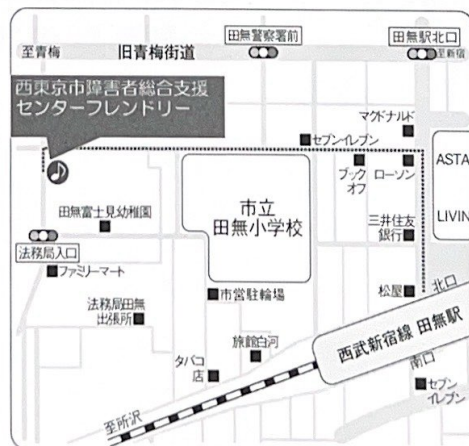 至青梅
旧青梅街道
田無警察署前
田無駅北口
至新宿
西東京市障害者総合支援
センターフレンドリー
マクドナルド
セブンイレブン
ブック
オフ
ローソン
ASTA
LIVIN
田無富士見幼稚園
市立
田無小学校
三井住友
銀行
法務局入口
ファミリーマート
法務局田無
出張所
市営駐輪場
松屋
北口
旅館白河
タバコ
店
西武新宿線 田無駅
南口
至所沢
セブン
イレブン